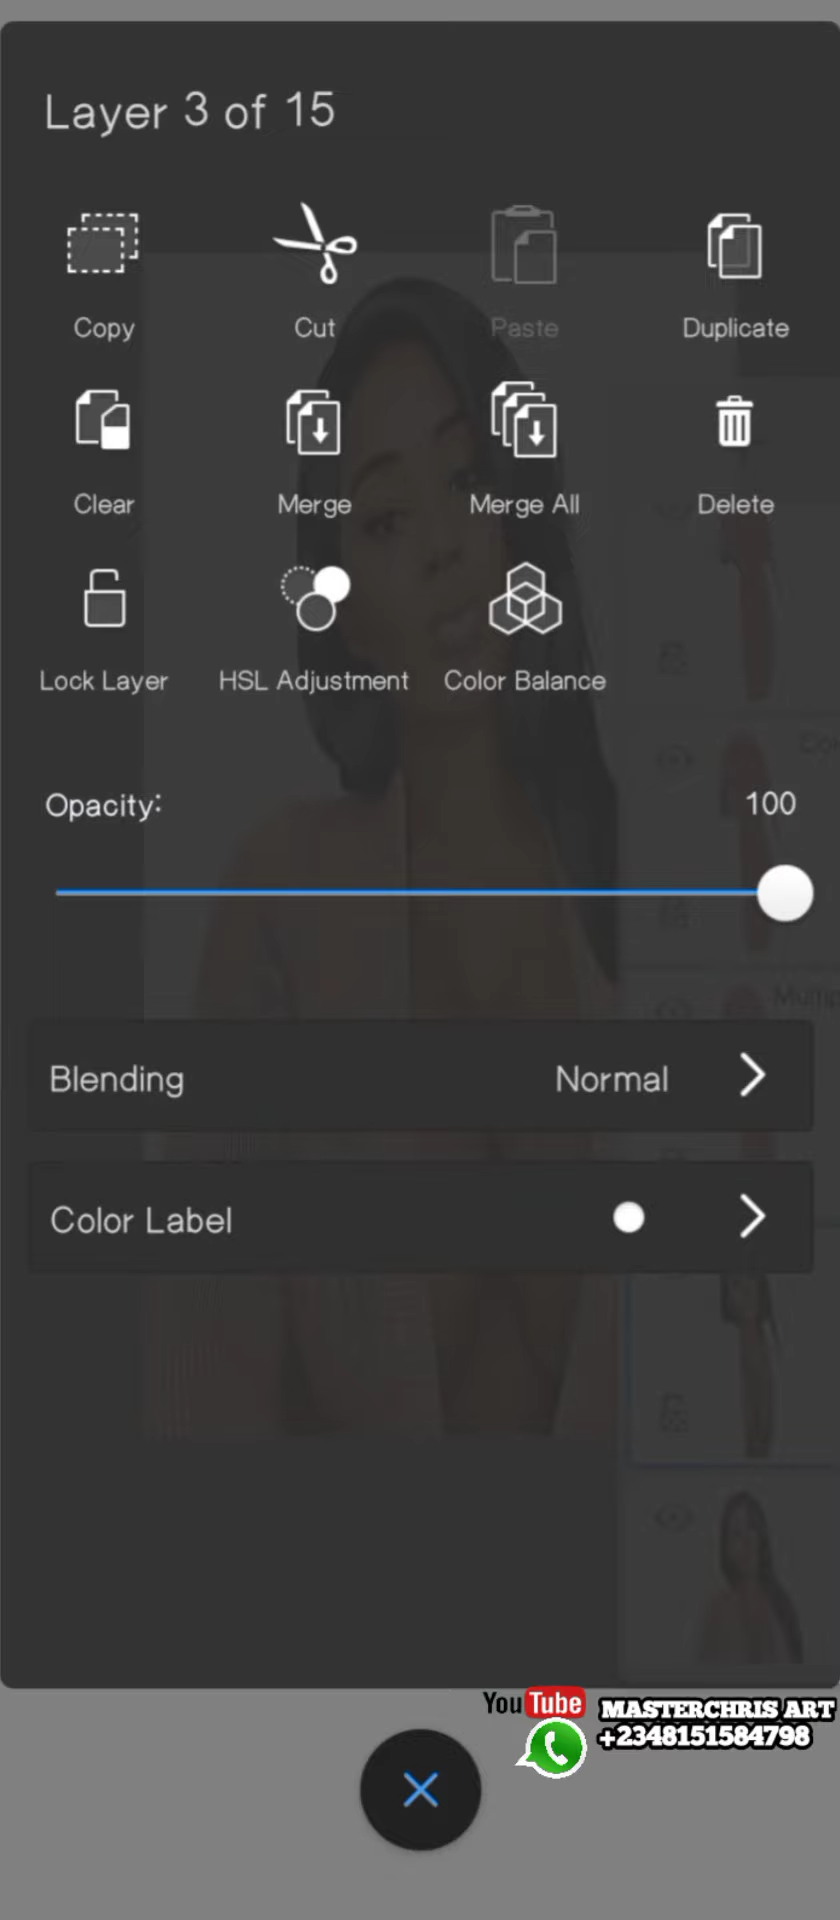 Layer 3 of 15
Copy
Cut
Paste
Duplicate
Clear
Merge
Merge All
Delete
Lock Layer
HSL Adjustment
Color Balance
Opacity: 100
Blending Normal
Color Label
YouTube
MASTERCHRIS ART
+2348151584798